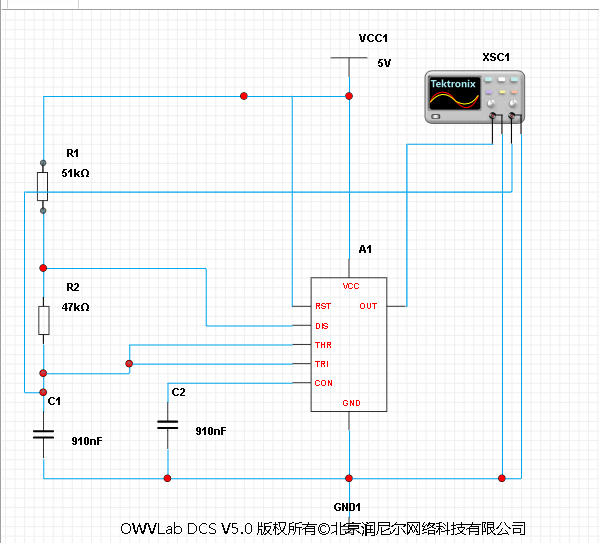 VCC1
5V
XSC1
Tektronix
R1
51kΩ
A1
VCC
R2
47kΩ
RST
OUT
DIS
THR
TRI
CON
GND
C1
910nF
C2
910nF
GND1
OWVLab DCS V5.0 版权所有©北京润尼尔网络科技有限公司